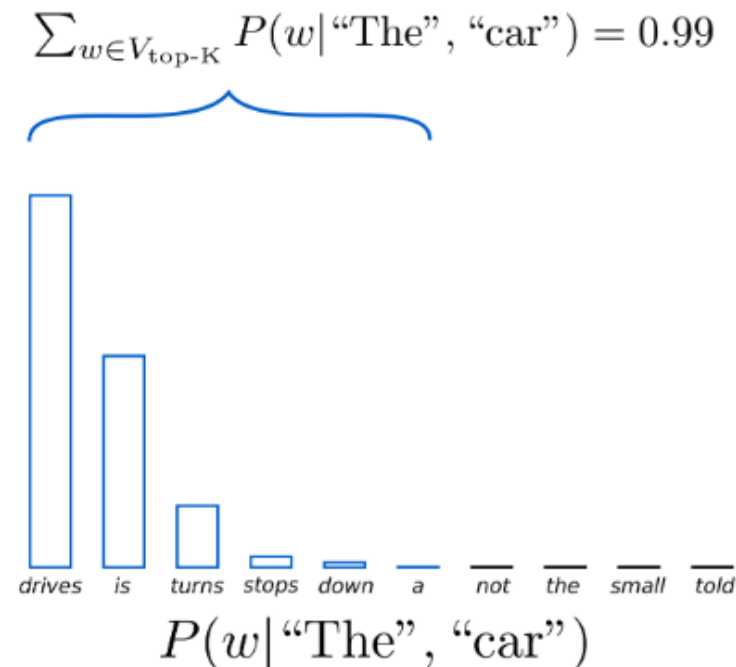 ∑w∈Vtop-K P(w|“The”, “car”) = 0.99
drives is turns stops down a not the small told
P(w|“The”, “car”)